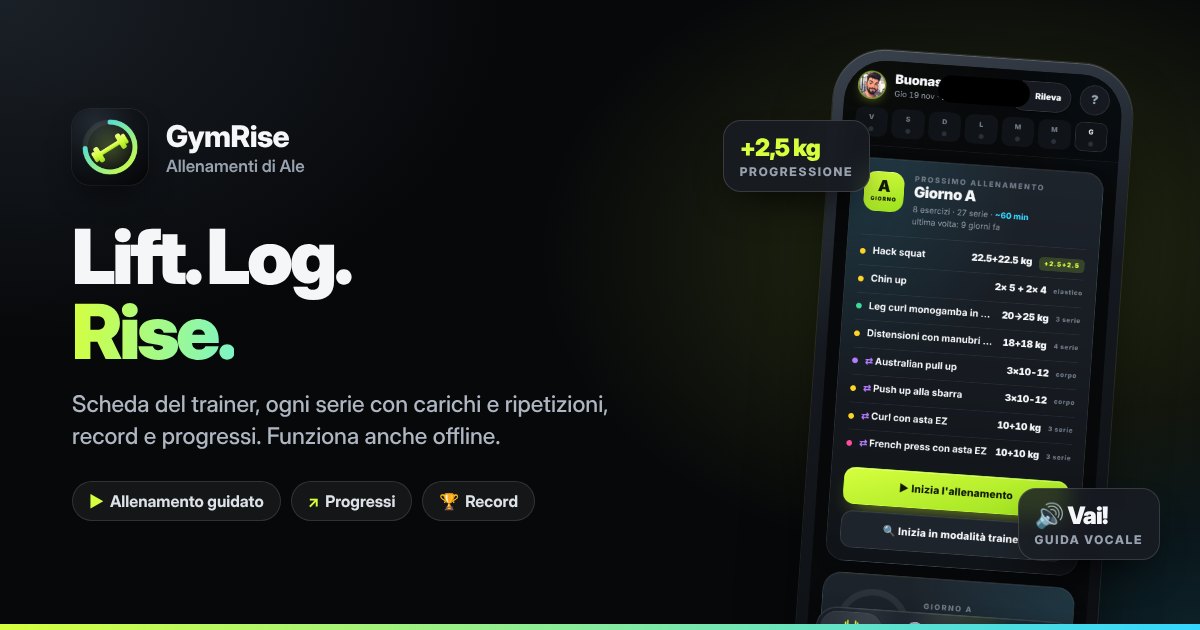 GymRise
Allenamenti di Ale
Lift. Log.
Rise.
Scheda del trainer, ogni serie con carichi e ripetizioni,
record e progressi. Funziona anche offline.
▶ Allenamento guidato
↗ Progressi
🏆 Record
+2,5 kg
PROGRESSIONE
Buonas
Gio 19 nov ·
Rileva
?
V S D L M M G
A
GIORNO
PROSSIMO ALLENAMENTO
Giorno A
8 esercizi · 27 serie · ~60 min
ultima volta: 9 giorni fa
Hack squat 22.5+22.5 kg +2.5+2.5
Chin up 2× 5 + 2× 4 elastico
Leg curl monogamba in ... 20→25 kg 3 serie
Distensioni con manubri ... 18+18 kg 4 serie
⇄ Australian pull up 3×10-12 corpo
⇄ Push up alla sbarra 3×10-12 corpo
⇄ Curl con asta EZ 10+10 kg 3 serie
⇄ French press con asta EZ 10+10 kg 3 serie
▶ Inizia l'allenamento
🔍 Inizia in modalità traine
🔊 Vai!
GUIDA VOCALE
GIORNO A